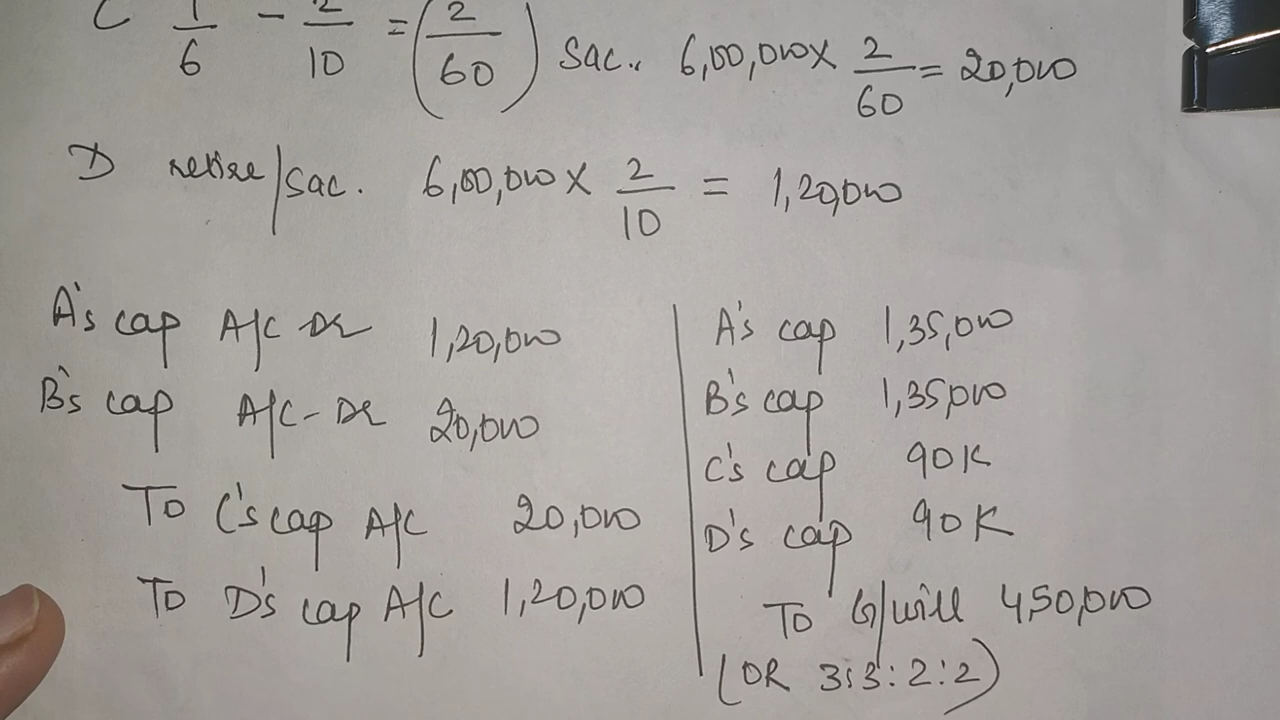 C 1/6 - 2/10 = (2/60) Sac.. 6,00,000 x 2/60 = 20,000
D retire/sac. 6,00,000 x 2/10 = 1,20,000
A's cap A/C Dr 1,20,000
B's cap A/C - Dr 20,000
To C's cap A/C 20,000
To D's cap A/C 1,20,000
A's cap 1,35,000
B's cap 1,35,000
C's cap 90K
D's cap 90K
To G/will 4,50,000
(OR 3:3:2:2)